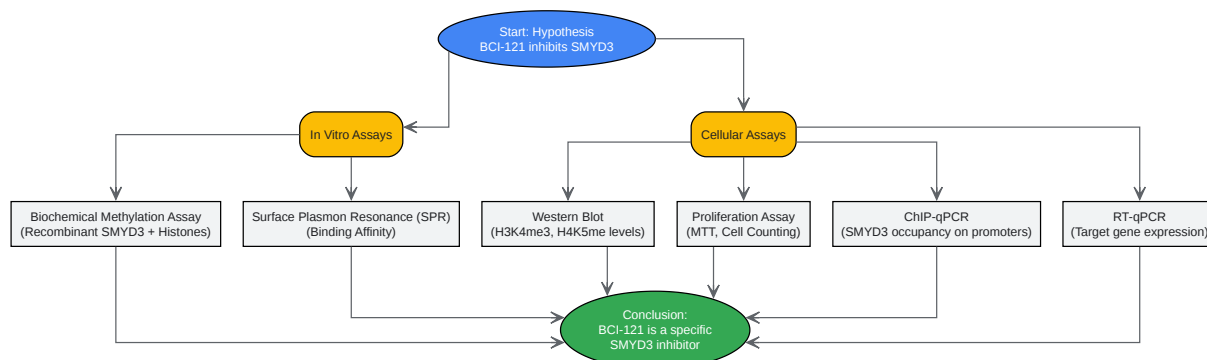 Start: Hypothesis
BCI-121 inhibits SMYD3
In Vitro Assays
Cellular Assays
Biochemical Methylation Assay
(Recombinant SMYD3 + Histones)
Surface Plasmon Resonance (SPR)
(Binding Affinity)
Western Blot
(H3K4me3, H4K5me levels)
Proliferation Assay
(MTT, Cell Counting)
ChIP-qPCR
(SMYD3 occupancy on promoters)
RT-qPCR
(Target gene expression)
Conclusion:
BCI-121 is a specific
SMYD3 inhibitor